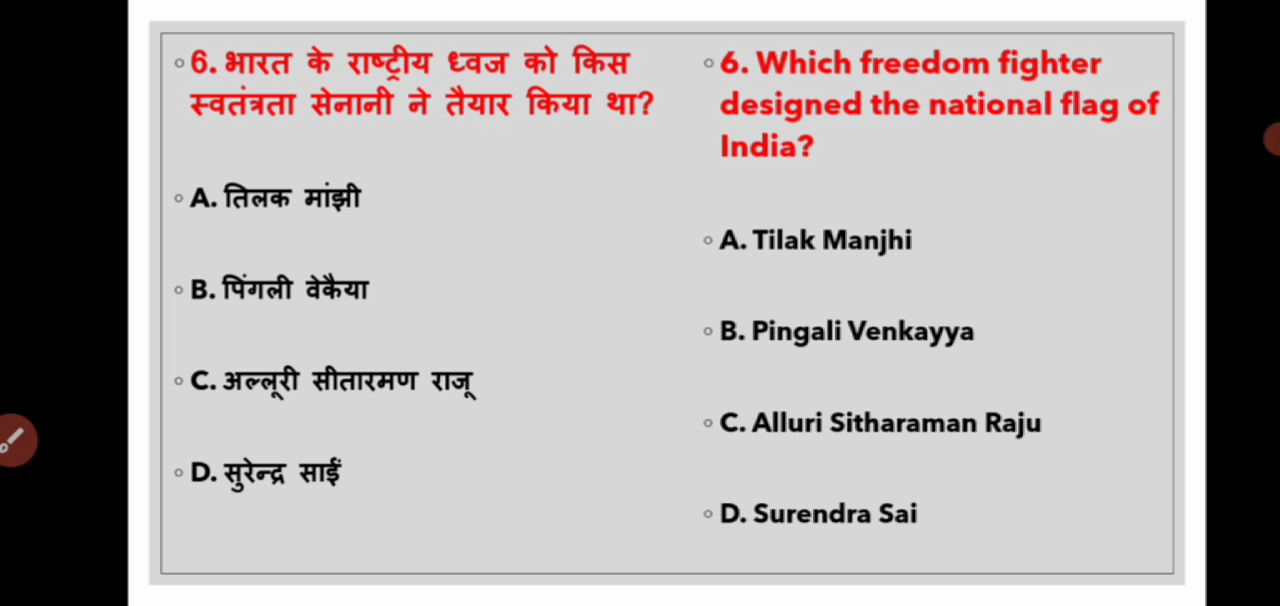 6. भारत के राष्ट्रीय ध्वज को किस
स्वतंत्रता सेनानी ने तैयार किया था?
A. तिलक मांझी
B. पिंगली वेकैया
C. अल्लूरी सीतारमण राजू
D. सुरेन्द्र साईं
6. Which freedom fighter
designed the national flag of
India?
A. Tilak Manjhi
B. Pingali Venkayya
C. Alluri Sitharaman Raju
D. Surendra Sai